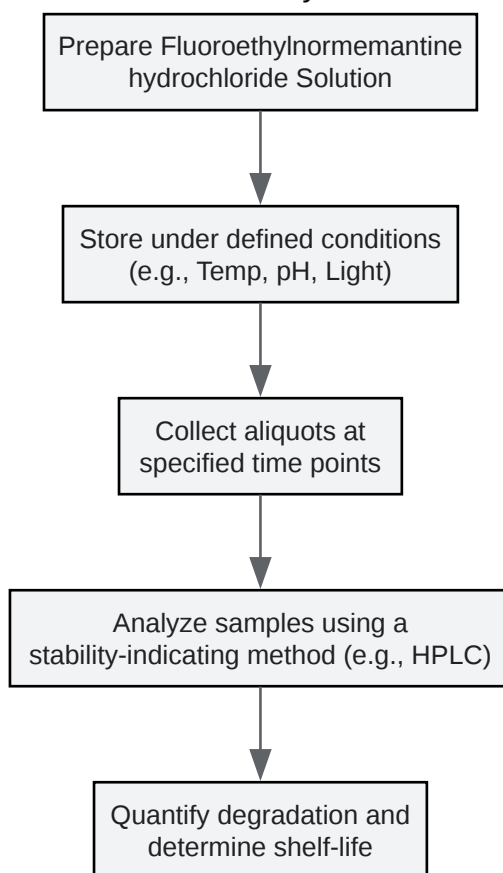 Prepare Fluoroethylnormemantine
hydrochloride Solution
Store under defined conditions
(e.g., Temp, pH, Light)
Collect aliquots at
specified time points
Analyze samples using a
stability-indicating method (e.g., HPLC)
Quantify degradation and
determine shelf-life